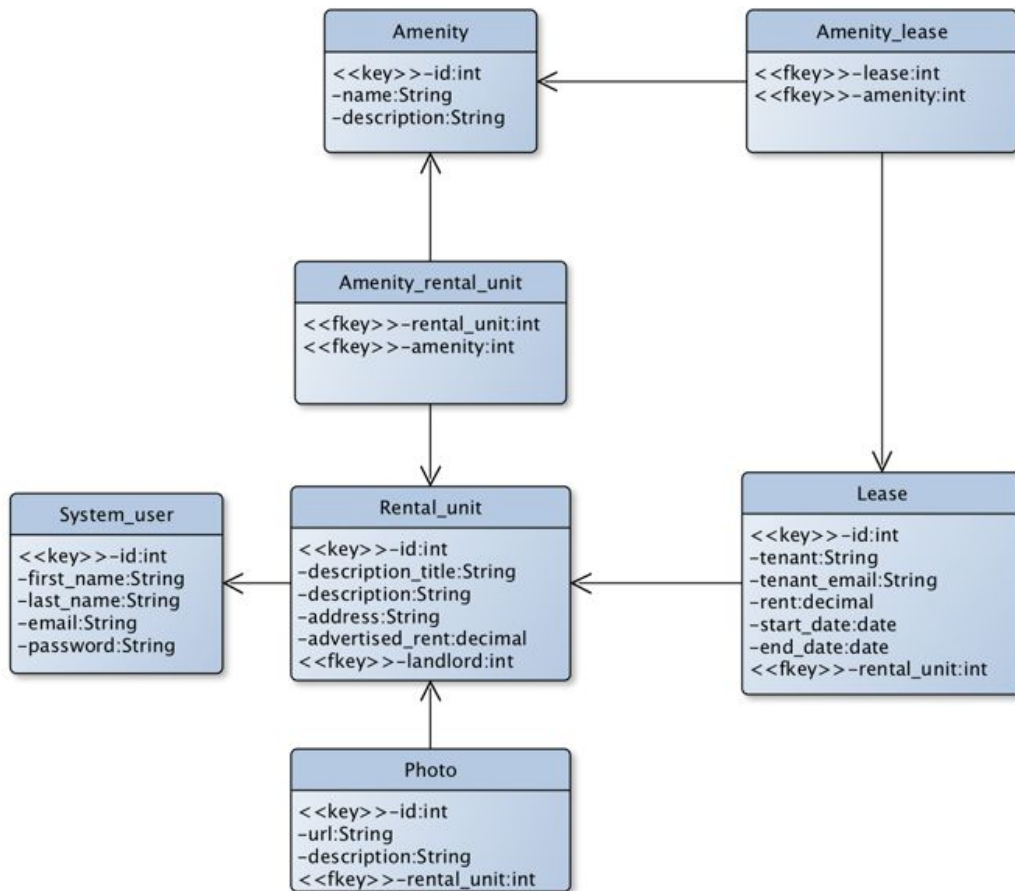 Amenity
<<key>>-id:int
-name:String
-description:String
Amenity_lease
<<fkey>>-lease:int
<<fkey>>-amenity:int
Amenity_rental_unit
<<fkey>>-rental_unit:int
<<fkey>>-amenity:int
System_user
<<key>>-id:int
-first_name:String
-last_name:String
-email:String
-password:String
Rental_unit
<<key>>-id:int
-description_title:String
-description:String
-address:String
-advertised_rent:decimal
<<fkey>>-landlord:int
Lease
<<key>>-id:int
-tenant:String
-tenant_email:String
-rent:decimal
-start_date:date
-end_date:date
<<fkey>>-rental_unit:int
Photo
<<key>>-id:int
-url:String
-description:String
<<fkey>>-rental_unit:int